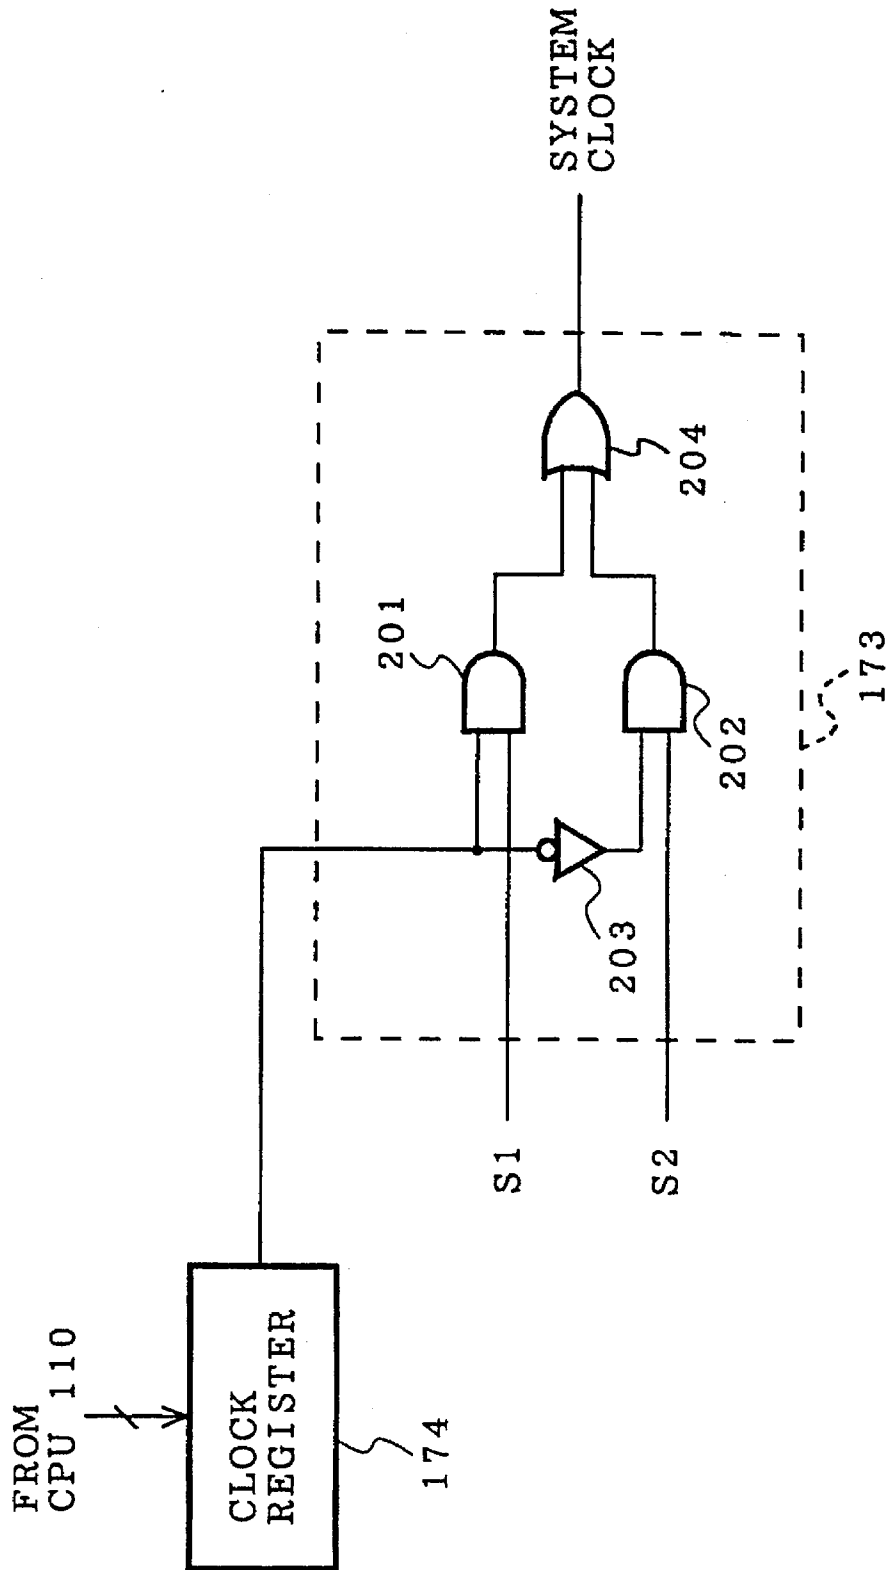 FROM
CPU 110
CLOCK
REGISTER
174
S1
S2
201
202
203
204
173
SYSTEM
CLOCK